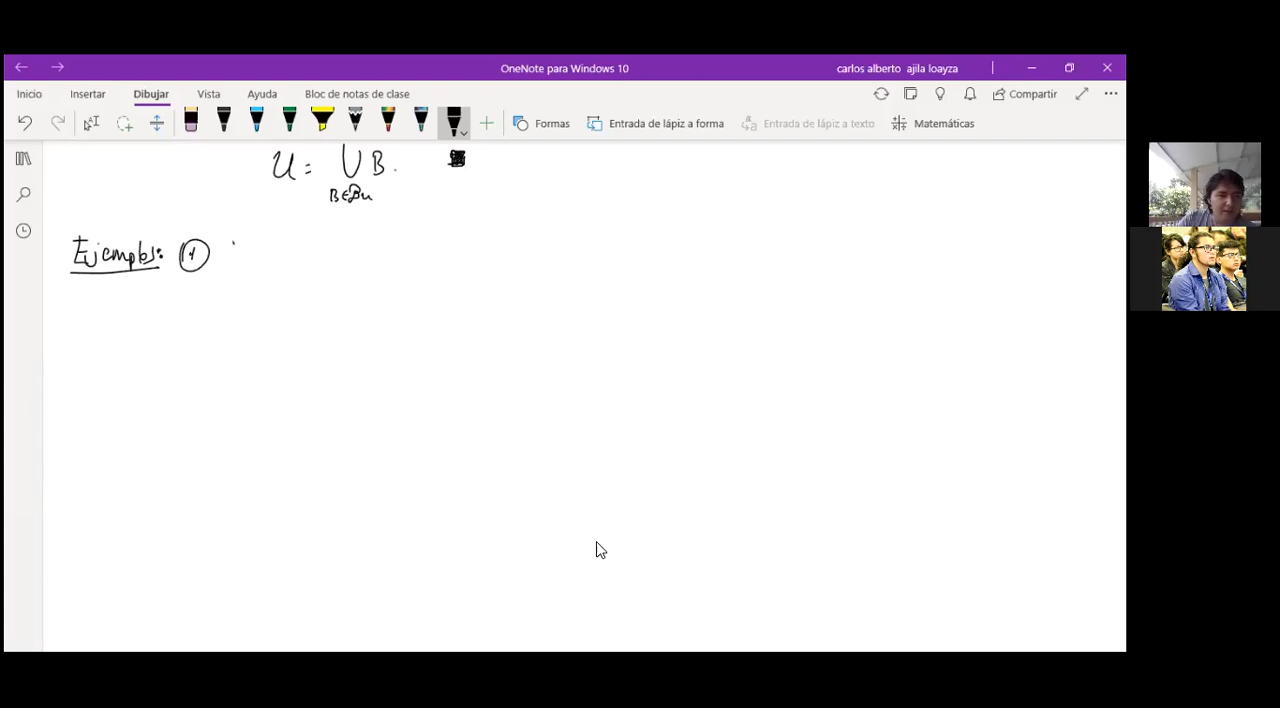 OneNote para Windows 10
carlos alberto ajila loayza
Inicio Insertar Dibujar Vista Ayuda Bloc de notas de clase
Compartir
Formas Entrada de lápiz a forma Entrada de lápiz a texto Matemáticas
U = ⋃ B.
B∈Bu
Ejemplos: ①